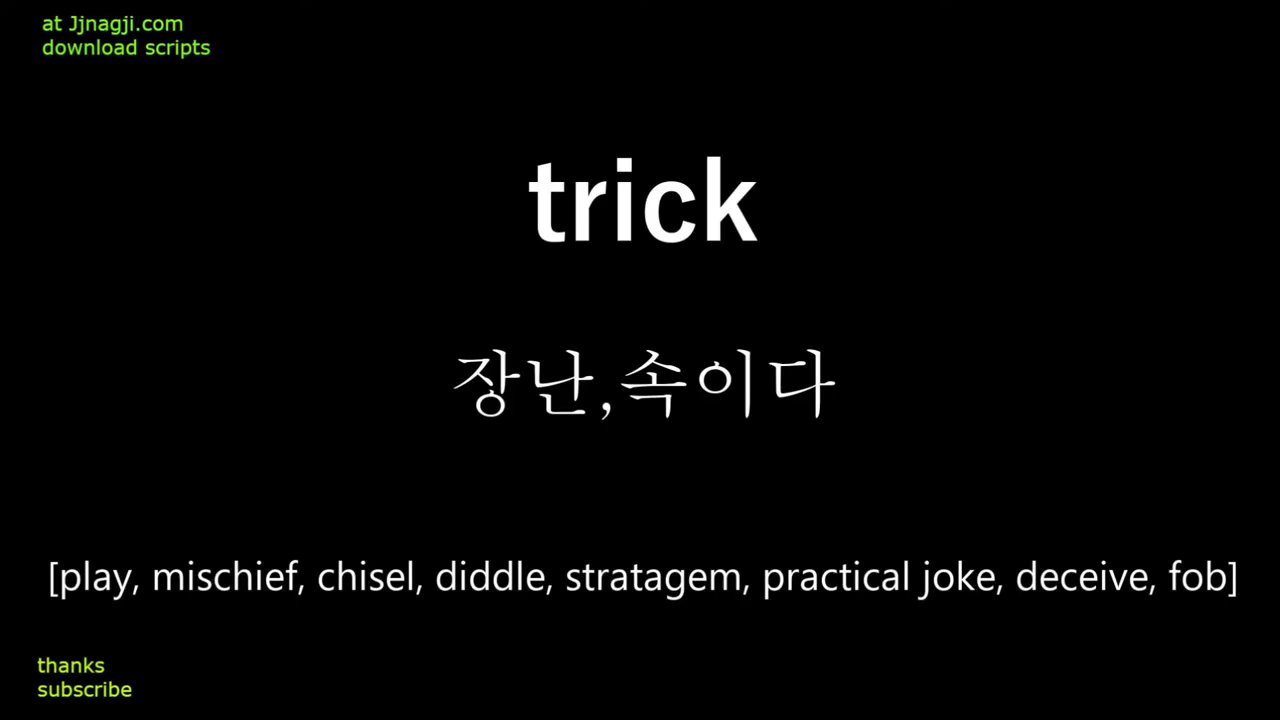 at Jjnagji.com
download scripts
trick
장난,속이다
[play, mischief, chisel, diddle, stratagem, practical joke, deceive, fob]
thanks
subscribe